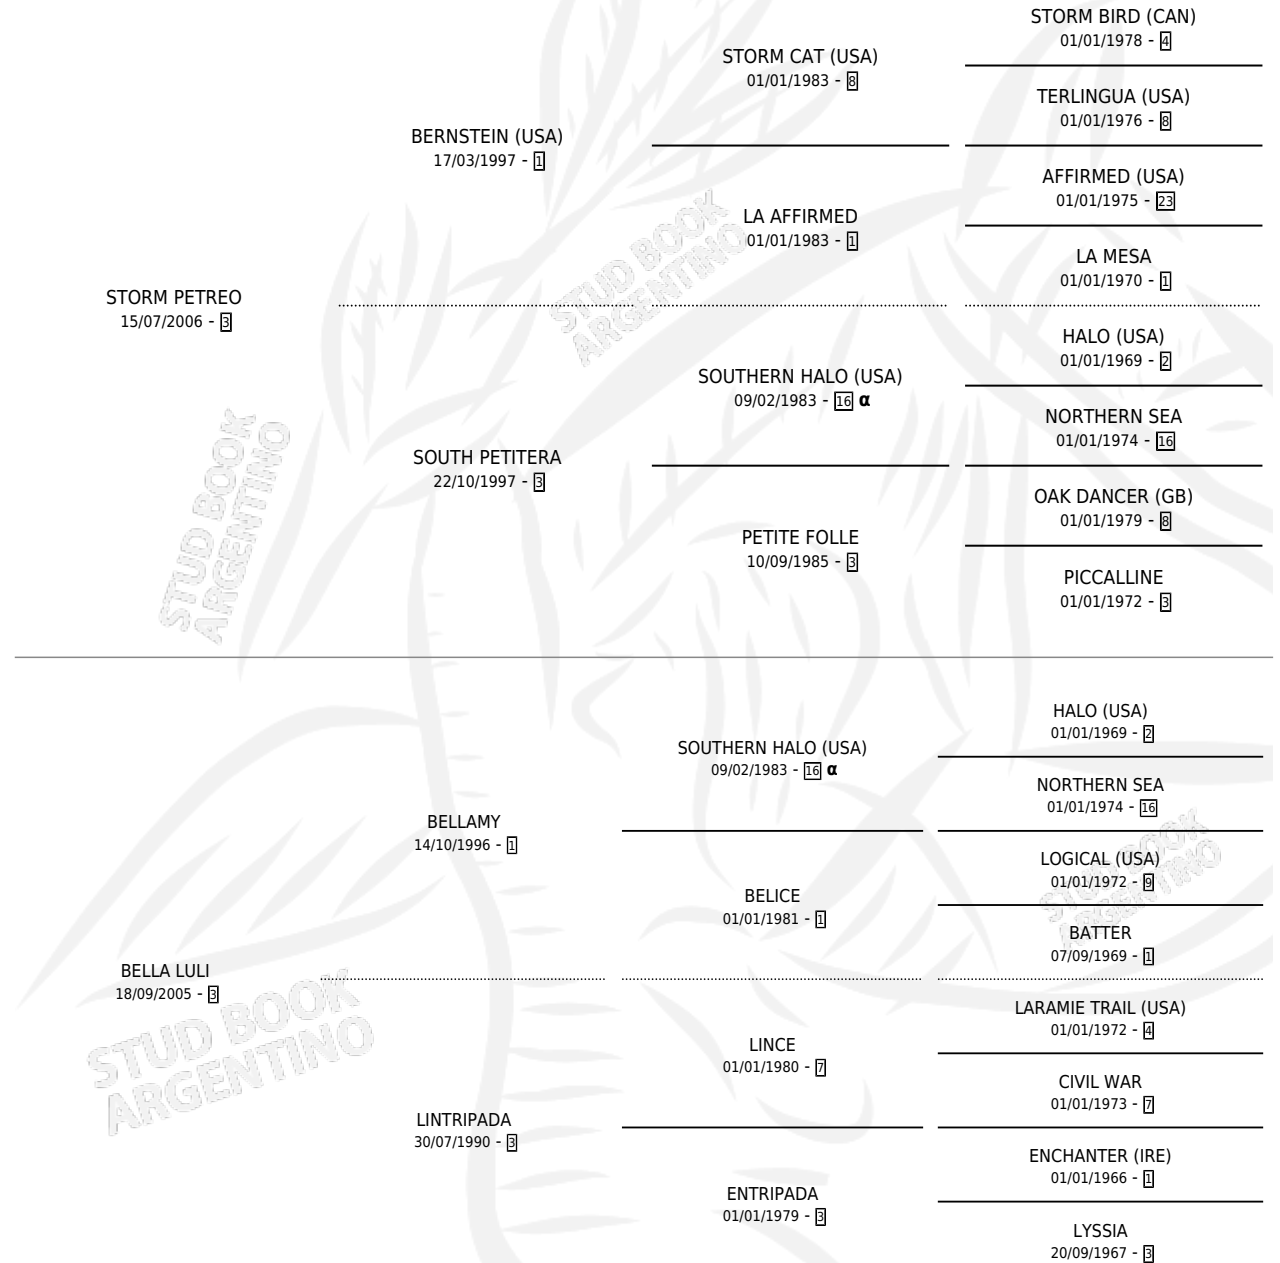 STORM BIRD (CAN)
01/01/1978 - 4
STORM CAT (USA)
01/01/1983 - 8
TERLINGUA (USA)
01/01/1976 - 8
BERNSTEIN (USA)
17/03/1997 - 1
AFFIRMED (USA)
01/01/1975 - 23
LA AFFIRMED
01/01/1983 - 1
LA MESA
01/01/1970 - 1
STORM PETREO
15/07/2006 - 3
HALO (USA)
01/01/1969 - 2
SOUTHERN HALO (USA)
09/02/1983 - 16 α
NORTHERN SEA
01/01/1974 - 16
SOUTH PETITERA
22/10/1997 - 3
OAK DANCER (GB)
01/01/1979 - 8
PETITE FOLLE
10/09/1985 - 3
PICCALLINE
01/01/1972 - 3
HALO (USA)
01/01/1969 - 2
SOUTHERN HALO (USA)
09/02/1983 - 16 α
NORTHERN SEA
01/01/1974 - 16
BELLAMY
14/10/1996 - 1
LOGICAL (USA)
01/01/1972 - 9
BELICE
01/01/1981 - 1
BATTER
07/09/1969 - 1
BELLA LULI
18/09/2005 - 3
LARAMIE TRAIL (USA)
01/01/1972 - 4
LINCE
01/01/1980 - 7
CIVIL WAR
01/01/1973 - 7
LINTRIPADA
30/07/1990 - 3
ENCHANTER (IRE)
01/01/1966 - 1
ENTRIPADA
01/01/1979 - 3
LYSSIA
20/09/1967 - 3
STUD BOOK
ARGENTINO
STUD BOOK
ARGENTINO
STUD BOOK
ARGENTINO
STUD BOOK
ARGENTINO